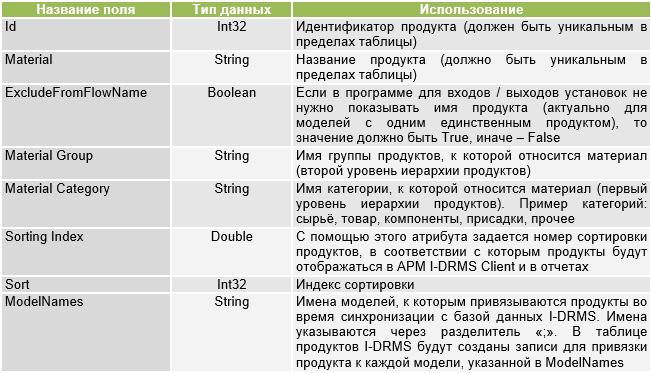 Название поля Тип данных Использование
Id Int32 Идентификатор продукта (должен быть уникальным в
пределах таблицы)
Material String Название продукта (должно быть уникальным в
пределах таблицы)
ExcludeFromFlowName Boolean Если в программе для входов / выходов установок не
нужно показывать имя продукта (актуально для
моделей с одним единственным продуктом), то
значение должно быть True, иначе – False
Material Group String Имя группы продуктов, к которой относится материал
(второй уровень иерархии продуктов)
Material Category String Имя категории, к которой относится материал (первый
уровень иерархии продуктов). Пример категорий:
сырьё, товар, компоненты, присадки, прочее
Sorting Index Double С помощью этого атрибута задается номер сортировки
продуктов, в соответствии с которым продукты будут
отображаться в АРМ I-DRMS Client и в отчетах
Sort Int32 Индекс сортировки
ModelNames String Имена моделей, к которым привязываются продукты во
время синхронизации с базой данных I-DRMS. Имена
указываются через разделитель «;». В таблице
продуктов I-DRMS будут созданы записи для привязки
продукта к каждой модели, указанной в ModelNames